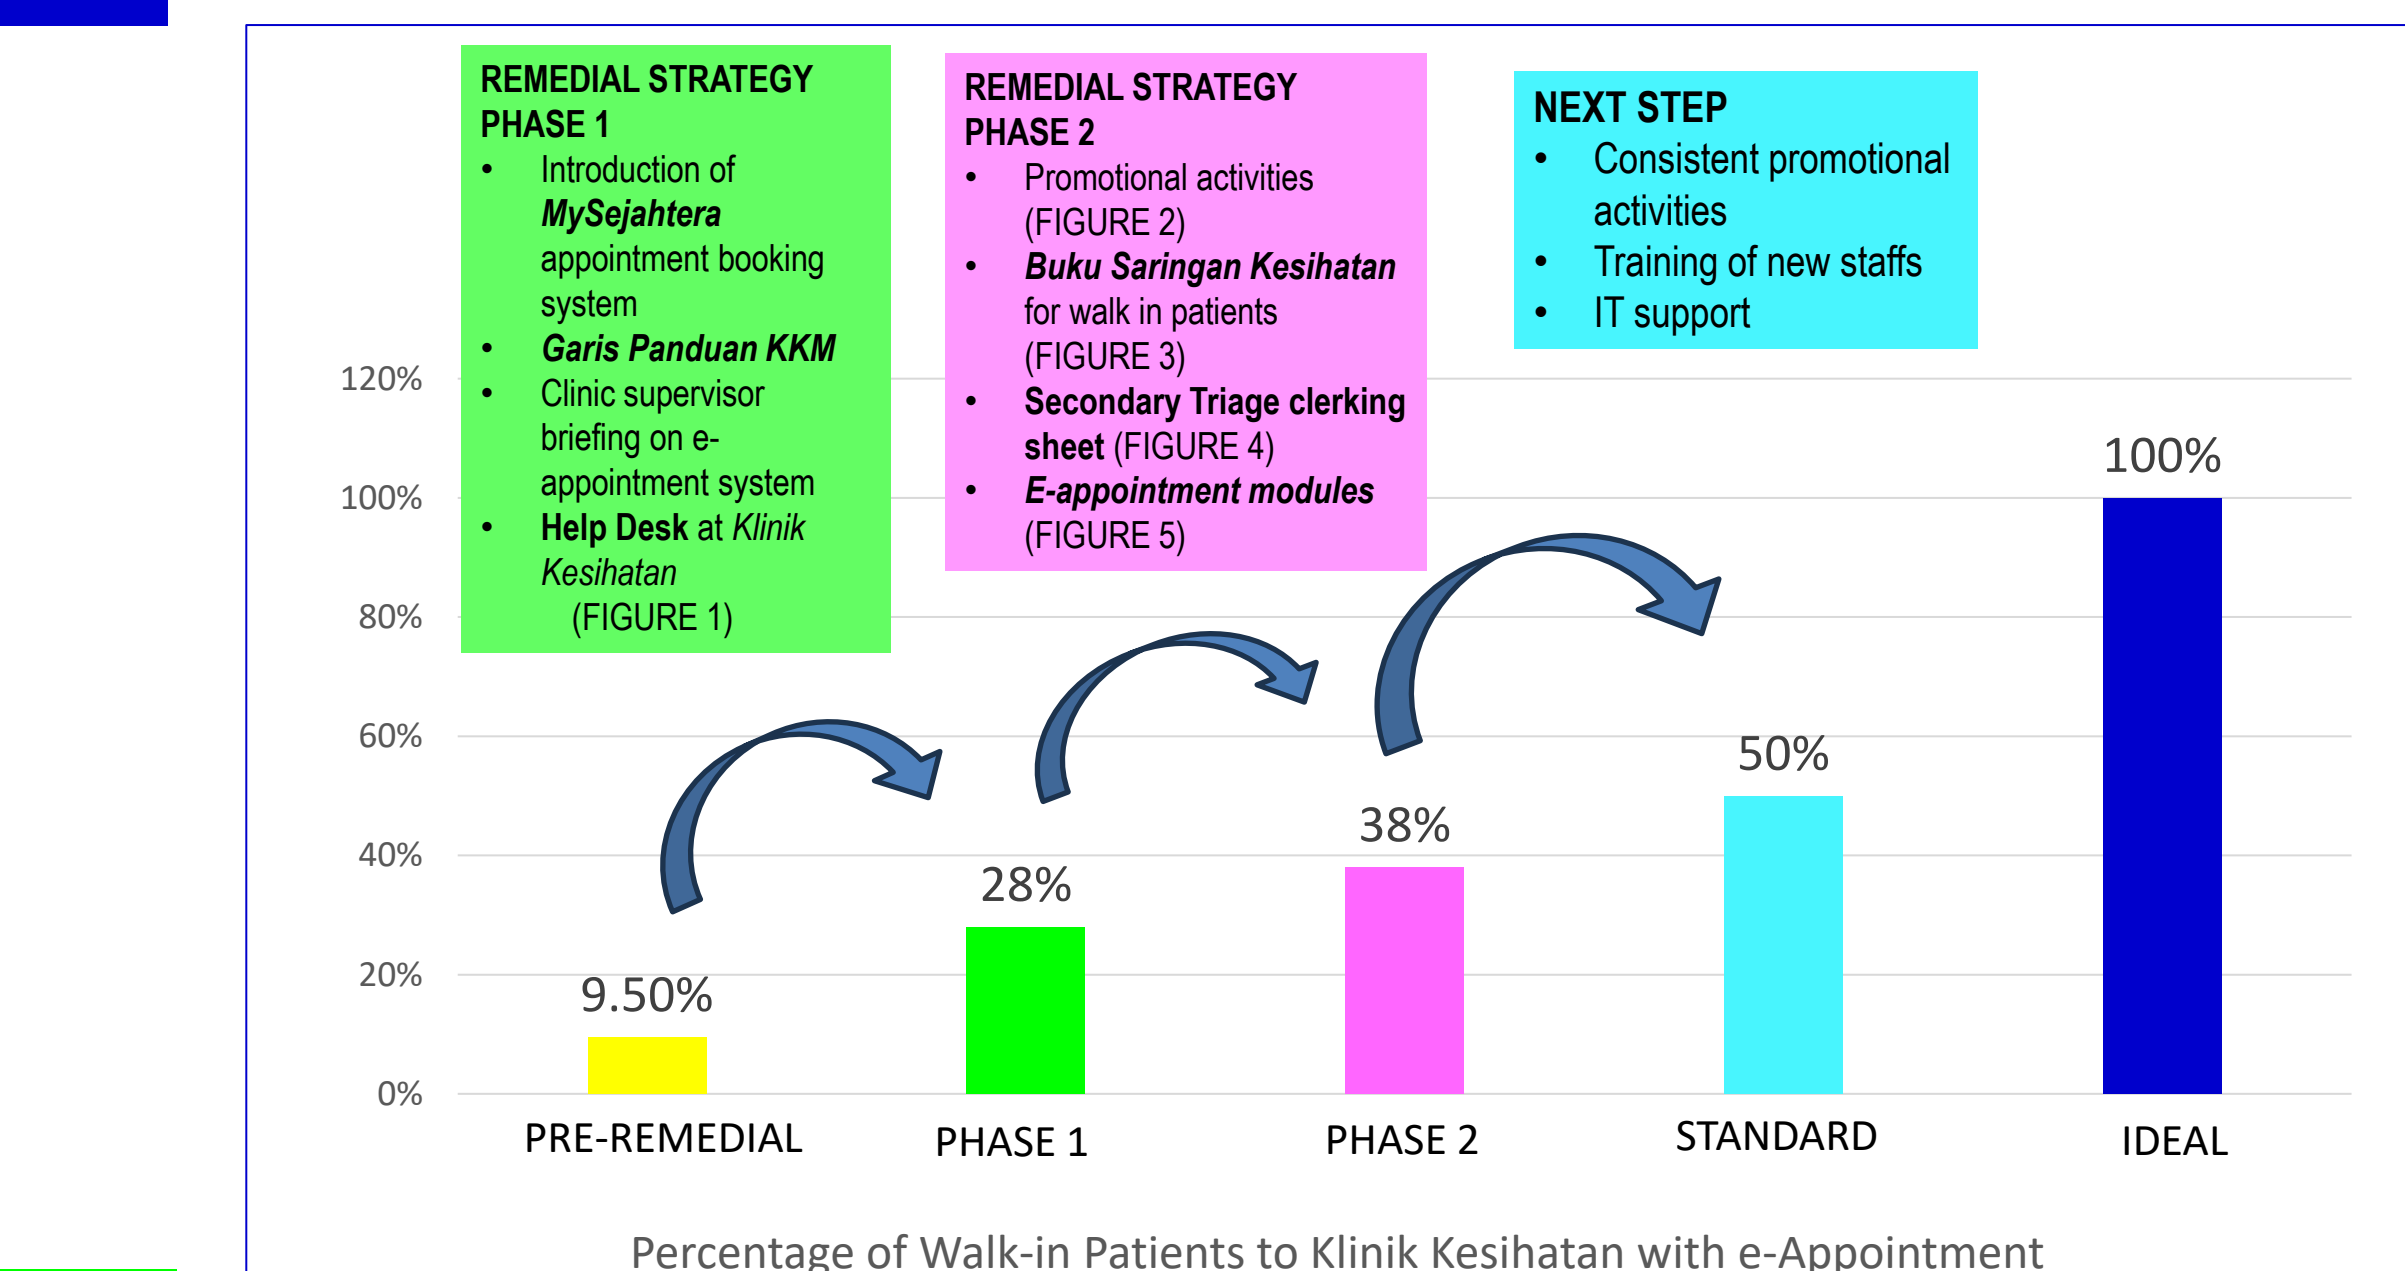 REMEDIAL STRATEGY
PHASE 1
• Introduction of
MySejahtera
appointment booking
system
• Garis Panduan KKM
• Clinic supervisor
briefing on e-
appointment system
• Help Desk at Klinik
Kesihatan
(FIGURE 1)
REMEDIAL STRATEGY
PHASE 2
• Promotional activities
(FIGURE 2)
• Buku Saringan Kesihatan
for walk in patients
(FIGURE 3)
• Secondary Triage clerking
sheet (FIGURE 4)
• E-appointment modules
(FIGURE 5)
NEXT STEP
• Consistent promotional
activities
• Training of new staffs
• IT support
120%
100%
80%
60%
40%
20%
0%
9.50%
28%
38%
50%
100%
PRE-REMEDIAL
PHASE 1
PHASE 2
STANDARD
IDEAL
Percentage of Walk-in Patients to Klinik Kesihatan with e-Appointment